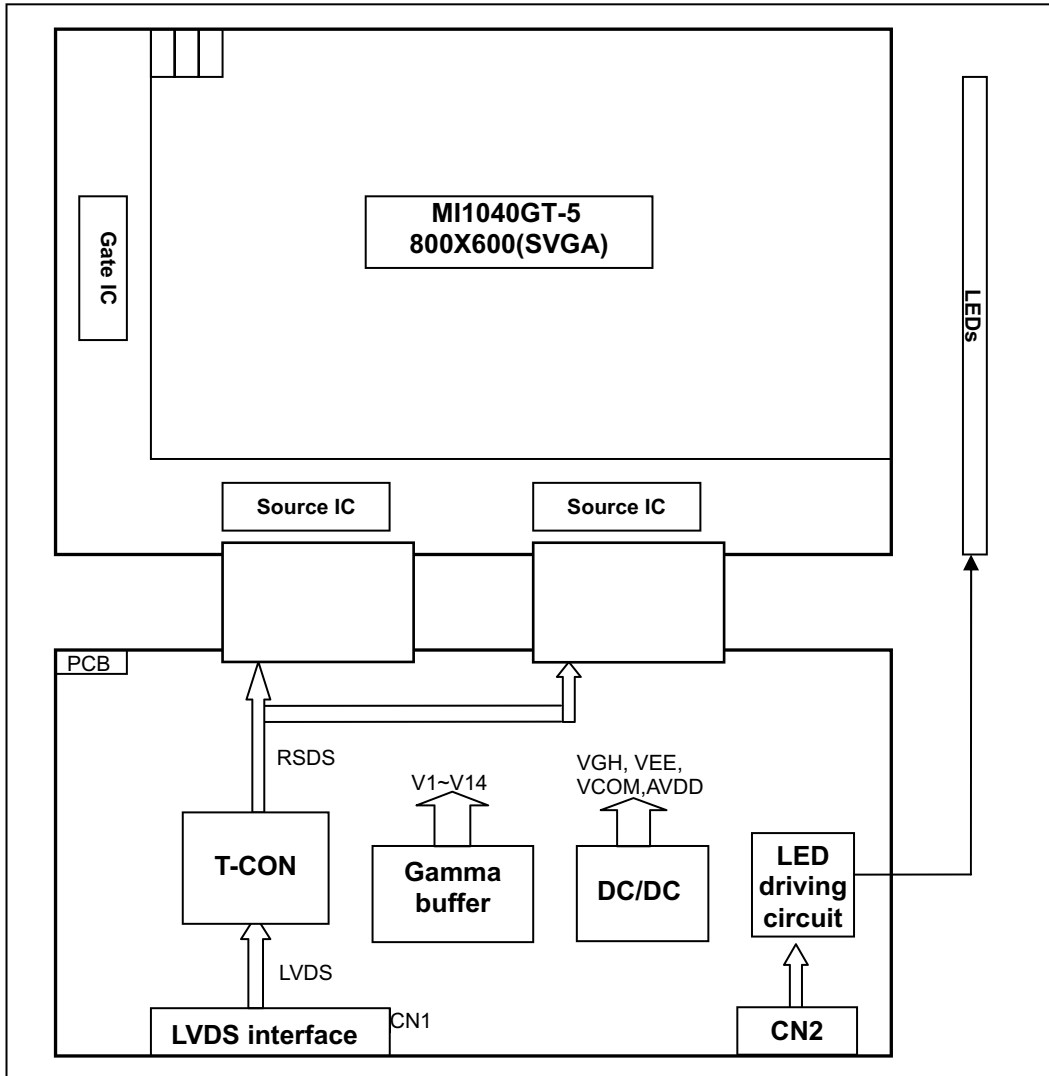 MI1040GT-5
800X600(SVGA)
Gate IC
LEDs
Source IC
Source IC
PCB
RSDS
V1~V14
VGH, VEE,
VCOM,AVDD
T-CON
Gamma
buffer
DC/DC
LED
driving
circuit
LVDS
LVDS interface
CN1
CN2